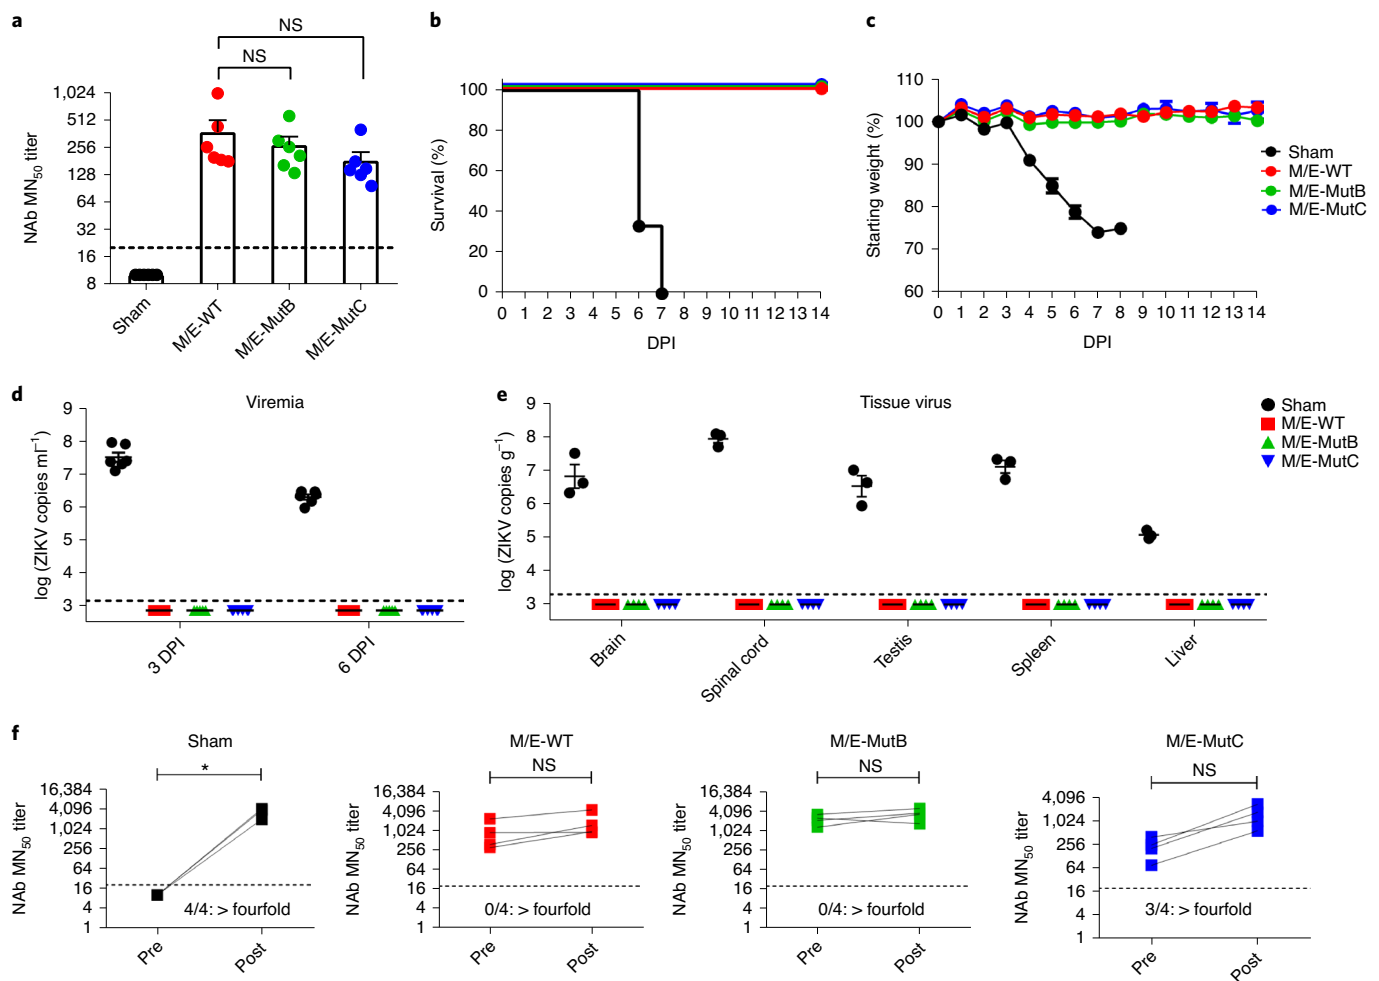 a
NS
NS
NAb MN50 titer
1,024
512
256
128
64
32
16
8
Sham
M/E-WT
M/E-MutB
M/E-MutC
b
Survival (%)
100
80
60
40
20
0
0 1 2 3 4 5 6 7 8 9 10 11 12 13 14
DPI
c
Starting weight (%)
110
100
90
80
70
60
0 1 2 3 4 5 6 7 8 9 10 11 12 13 14
DPI
Sham
M/E-WT
M/E-MutB
M/E-MutC
d
Viremia
log (ZIKV copies ml−1)
9
8
7
6
5
4
3
3 DPI
6 DPI
e
Tissue virus
log (ZIKV copies g−1)
9
8
7
6
5
4
3
Brain
Spinal cord
Testis
Spleen
Liver
Sham
M/E-WT
M/E-MutB
M/E-MutC
f
Sham
*
NAb MN50 titer
16,384
4,096
1,024
256
64
16
4
1
4/4: > fourfold
Pre
Post
M/E-WT
NS
NAb MN50 titer
16,384
4,096
1,024
256
64
16
4
1
0/4: > fourfold
Pre
Post
M/E-MutB
NS
NAb MN50 titer
16,384
4,096
1,024
256
64
16
4
1
0/4: > fourfold
Pre
Post
M/E-MutC
NS
NAb MN50 titer
4,096
1,024
256
64
16
4
1
3/4: > fourfold
Pre
Post